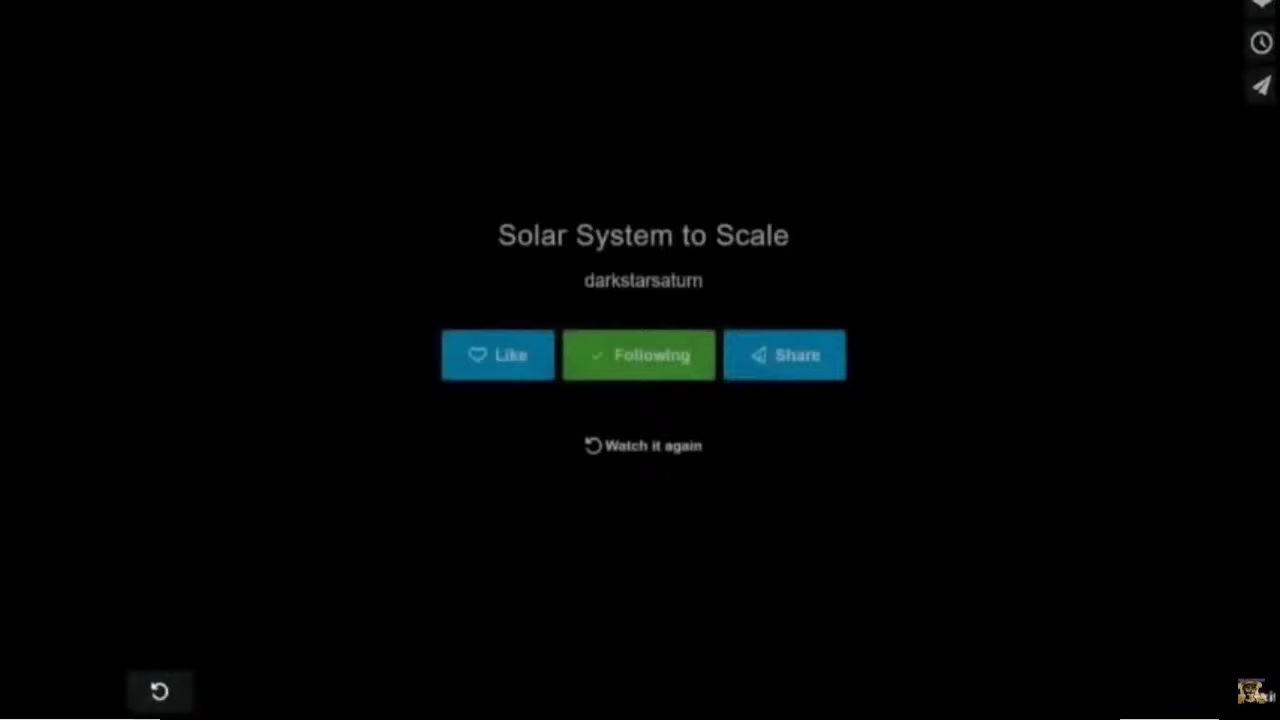 Solar System to Scale
darkstarsaturn
Like
Following
Share
Watch it again